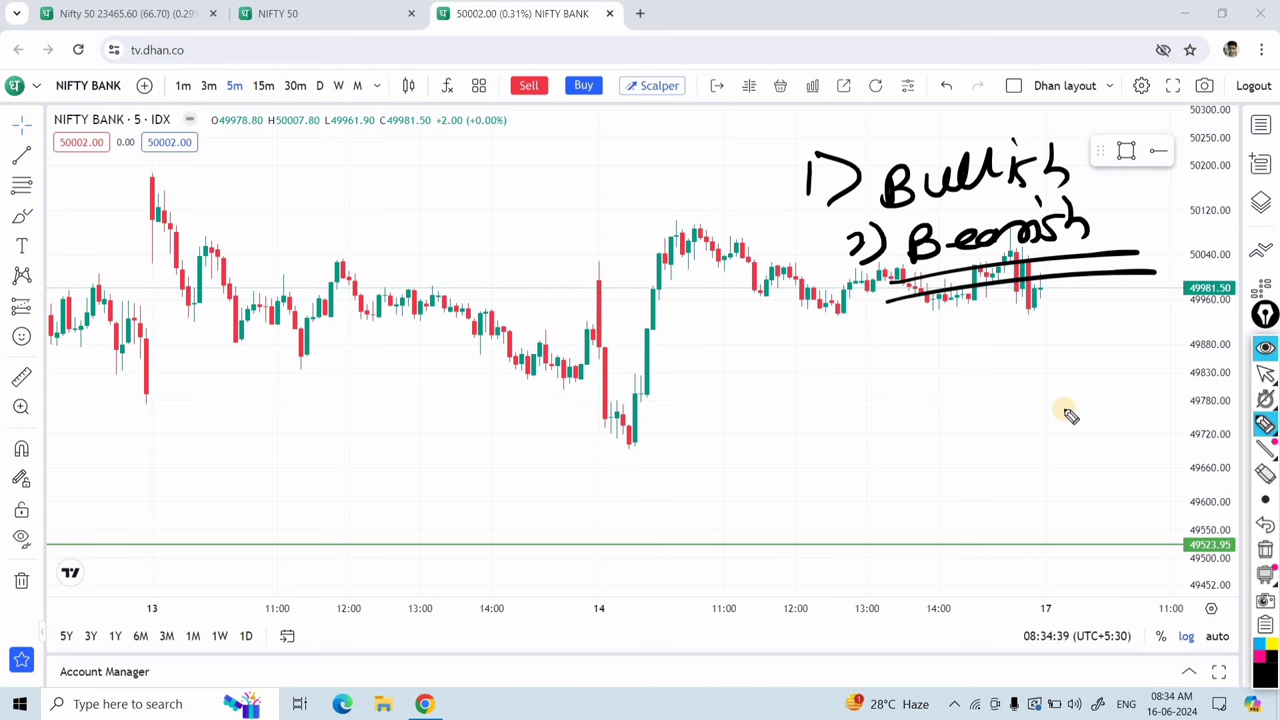 Nifty 50 23465.60 (66.70) (0.29%
NIFTY 50
50002.00 (0.31%) NIFTY BANK
tv.dhan.co
NIFTY BANK 1m 3m 5m 15m 30m D W M Sell Buy Scalper Dhan layout Logout
NIFTY BANK · 5 · IDX O49978.80 H50007.80 L49961.90 C49981.50 +2.00 (+0.00%)
50002.00 0.00 50002.00
1) Bullish
2) Bearish
50300.00
50250.00
50200.00
50120.00
50040.00
49981.50
49960.00
49880.00
49830.00
49780.00
49720.00
49660.00
49600.00
49550.00
49523.95
49500.00
49452.00
13 11:00 12:00 13:00 14:00 14 11:00 12:00 13:00 14:00 17 11:00
5Y 3Y 1Y 6M 3M 1M 1W 1D 08:34:39 (UTC+5:30) % log auto
Account Manager
Type here to search 1 28°C Haze ENG 08:34 AM
16-06-2024